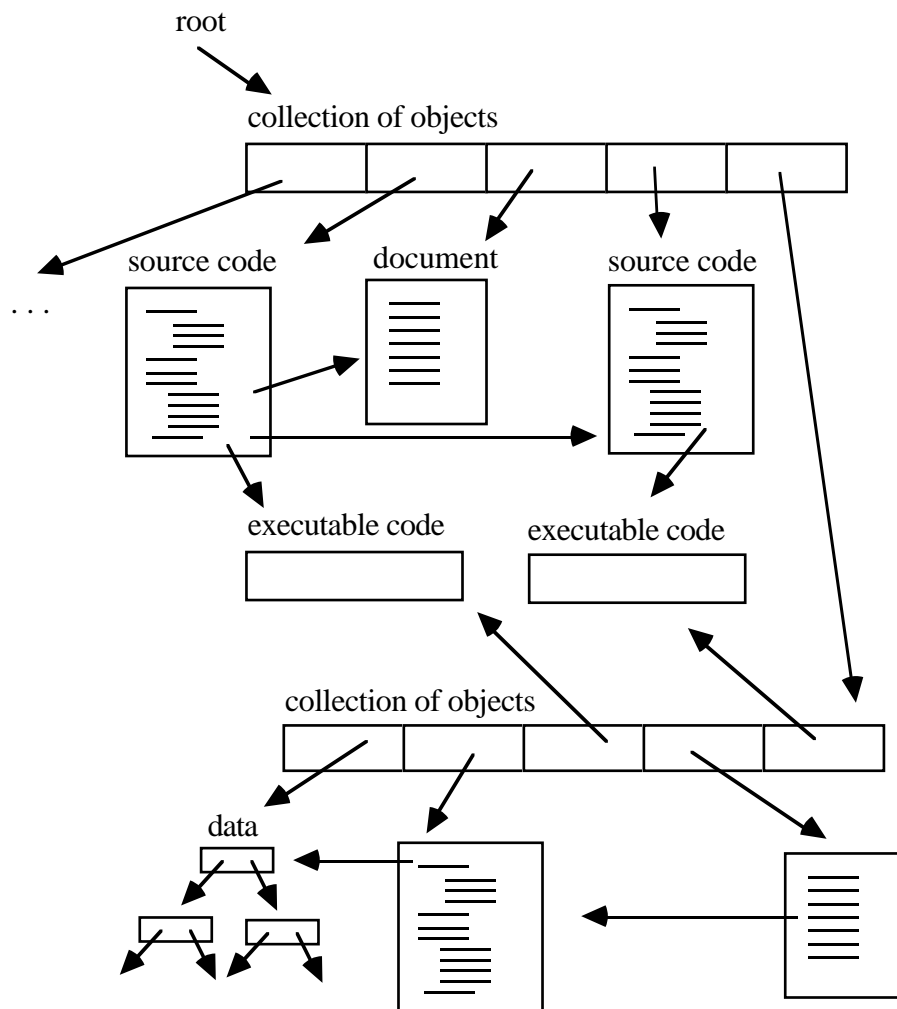 root
collection of objects
source code
document
source code
. . .
executable code
executable code
collection of objects
data